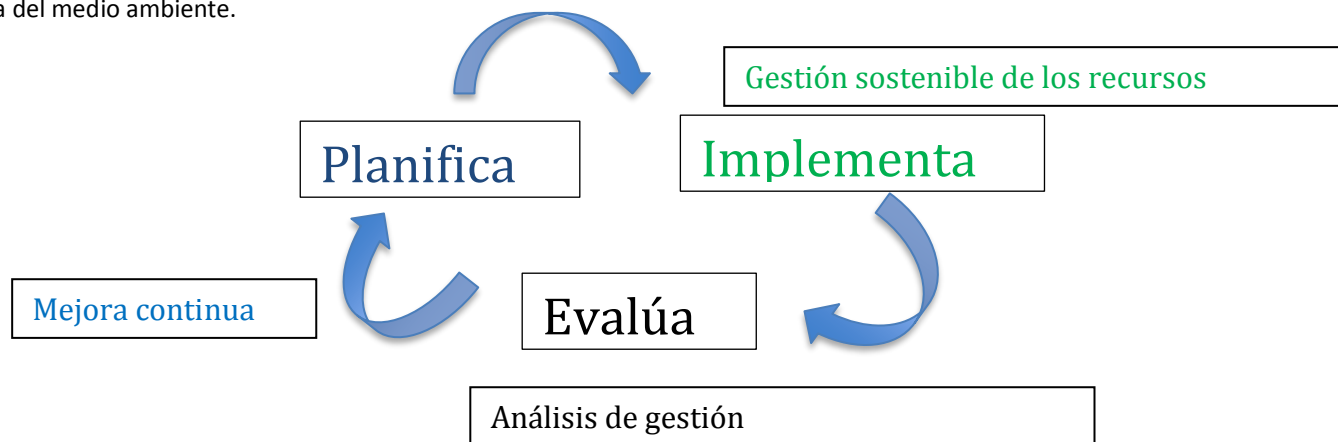 del medio ambiente.
Gestión sostenible de los recursos
Planifica
Implementa
Mejora continua
Evalúa
Análisis de gestión